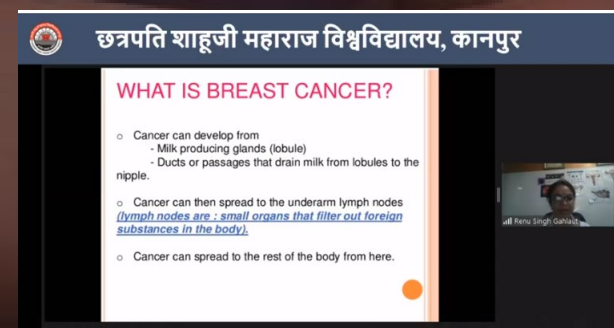 छत्रपति शाहूजी महाराज विश्वविद्यालय, कानपुर
WHAT IS BREAST CANCER?
Cancer can develop from
- Milk producing glands (lobule)
- Ducts or passages that drain milk from lobules to the
nipple.
Cancer can then spread to the underarm lymph nodes
(lymph nodes are : small organs that filter out foreign
substances in the body).
Cancer can spread to the rest of the body from here.
Renu Singh Gahlaut